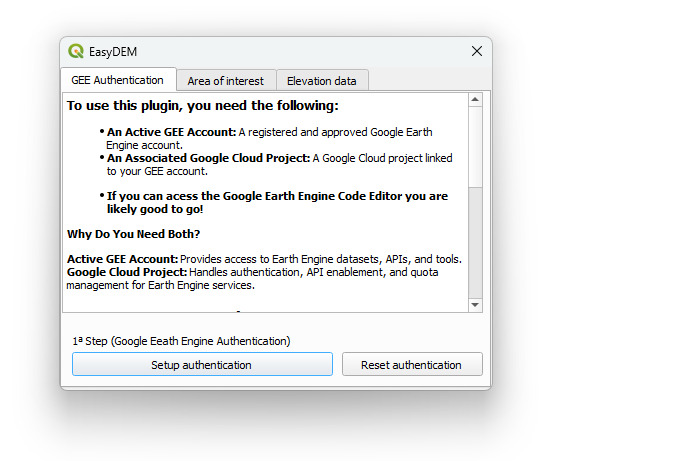 EasyDEM
GEE Authentication
Area of interest
Elevation data
To use this plugin, you need the following:
• An Active GEE Account: A registered and approved Google Earth
Engine account.
• An Associated Google Cloud Project: A Google Cloud project linked
to your GEE account.
• If you can acess the Google Earth Engine Code Editor you are
likely good to go!
Why Do You Need Both?
Active GEE Account: Provides access to Earth Engine datasets, APIs, and tools.
Google Cloud Project: Handles authentication, API enablement, and quota
management for Earth Engine services.
1ª Step (Google Eeath Engine Authentication)
Setup authentication
Reset authentication